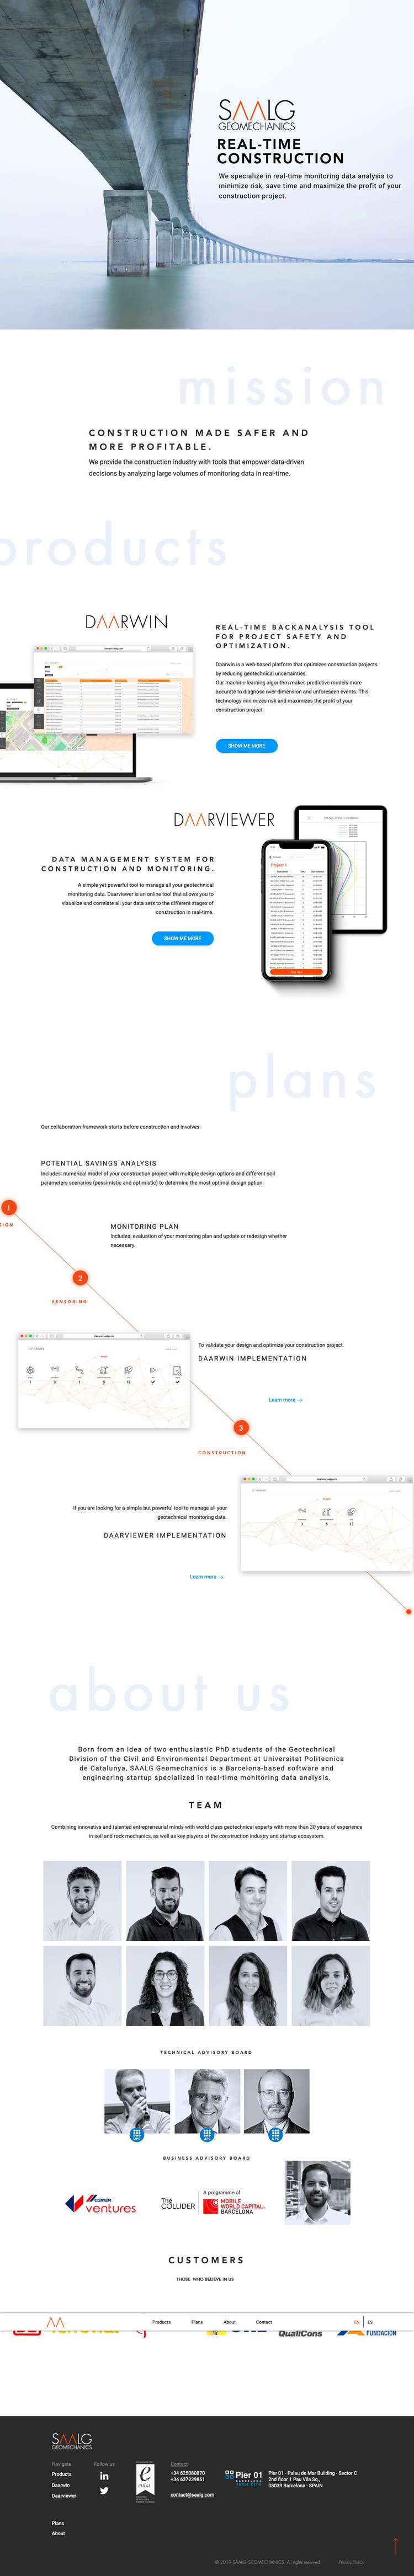 SAALG
GEOMECHANICS
REAL-TIME
CONSTRUCTION
We specialize in real-time monitoring data analysis to
minimize risk, save time and maximize the profit of your
construction project.
mission
CONSTRUCTION MADE SAFER AND
MORE PROFITABLE.
We provide the construction industry with tools that empower data-driven
decisions by analyzing large volumes of monitoring data in real-time.
products
DAARWIN
REAL-TIME BACKANALYSIS TOOL
FOR PROJECT SAFETY AND
OPTIMIZATION.
Daarwin is a web-based platform that optimizes construction projects
by reducing geotechnical uncertainties.
Our machine learning algorithm makes predictive models more
accurate to diagnose over-dimension and unforeseen events. This
technology minimizes risk and maximizes the profit of your
construction project.
SHOW ME MORE
DAARVIEWER
DATA MANAGEMENT SYSTEM FOR
CONSTRUCTION AND MONITORING.
A simple yet powerful tool to manage all your geotechnical
monitoring data. Daarviewer is an online tool that allows you to
visualize and control all your data sets to the different stages of
construction in real-time.
SHOW ME MORE
Project 1
plans
Our collaboration framework starts before construction and involves:
POTENTIAL SAVINGS ANALYSIS
Includes: numerical model of your construction project with multiple design options and different soil
parameters scenarios (pessimistic and optimistic) to determine the most optimal design option.
1
SIGN
MONITORING PLAN
Includes: evaluation of your monitoring plan and update or redesign whether
necessary.
2
SENSORING
To validate your design and optimize your construction project.
DAARWIN IMPLEMENTATION
Learn more →
3
CONSTRUCTION
If you are looking for a simple but powerful tool to manage all your
geotechnical monitoring data.
DAARVIEWER IMPLEMENTATION
Learn more →
about us
Born from an idea of two enthusiastic PhD students of the Geotechnical
Division of the Civil and Environmental Department at Universitat Politecnica
de Catalunya, SAALG Geomechanics is a Barcelona-based software and
engineering startup specialized in real-time monitoring data analysis.
TEAM
Combining innovative and talented entrepreneurial minds with world class geotechnical experts with more than 30 years of experience
in soil and rock mechanics, as well as key players of the construction industry and startup ecosystem.
TECHNICAL ADVISORY BOARD
BUSINESS ADVISORY BOARD
CEMEX
ventures
The
COLLIDER
A programme of
MOBILE
WORLD CAPITAL
BARCELONA
CUSTOMERS
THOSE WHO BELIEVE IN US
Products
Plans
About
Contact
EN
ES
QualiCons
FUNDACION
SAALG
GEOMECHANICS
Navigate
Products
Daarwin
Daarviewer
Plans
About
Follow us
Contact
+34 625080870
+34 637239861
contact@saalg.com
Pier 01
BARCELONA
TECH CITY
Pier 01 - Palau de Mar Building - Sector C
2nd floor 1 Pau Vila Sq.,
08039 Barcelona - SPAIN
© 2019 SAALG GEOMECHANICS. All rights reserved
Privacy Policy